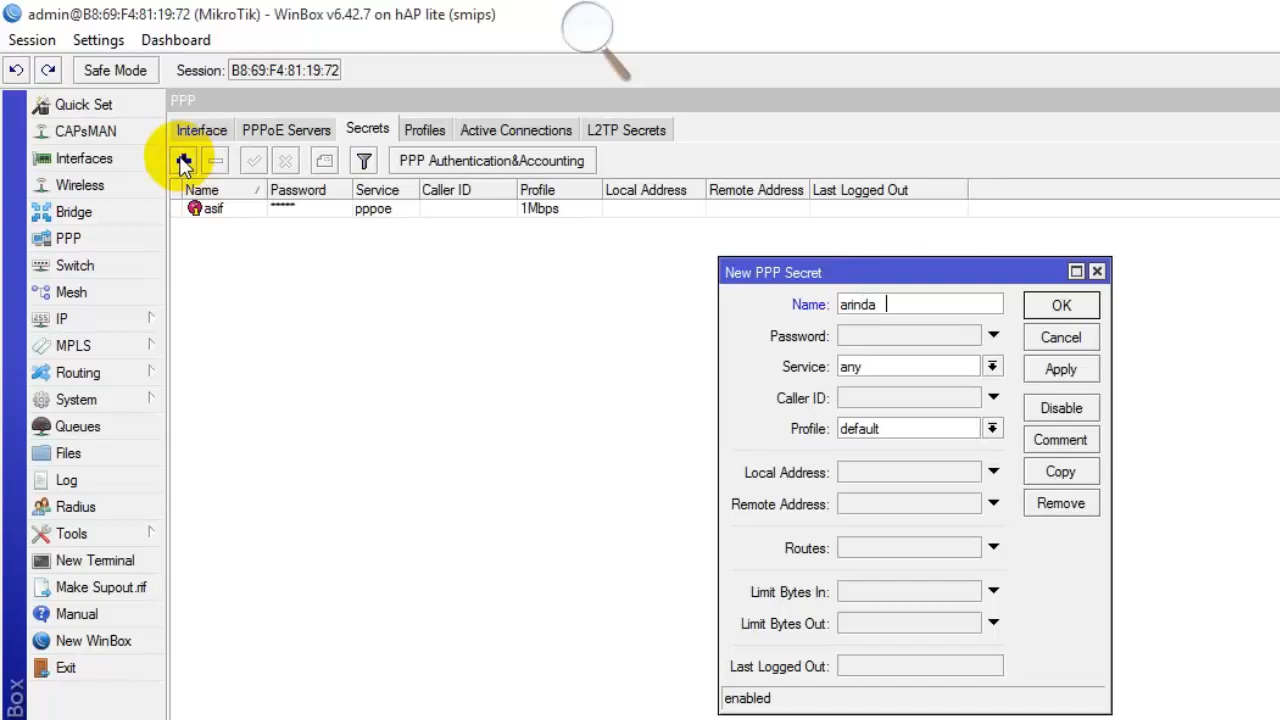 admin@B8:69:F4:81:19:72 (MikroTik) - WinBox v6.42.7 on hAP lite (smips)
Session Settings Dashboard
Safe Mode Session: B8:69:F4:81:19:72
Quick Set
CAPsMAN
Interfaces
Wireless
Bridge
PPP
Switch
Mesh
IP
MPLS
Routing
System
Queues
Files
Log
Radius
Tools
New Terminal
Make Supout.rif
Manual
New WinBox
Exit
Box
PPP
Interface PPPoE Servers Secrets Profiles Active Connections L2TP Secrets
PPP Authentication&Accounting
Name / Password Service Caller ID Profile Local Address Remote Address Last Logged Out
asif ***** pppoe 1Mbps
New PPP Secret
Name: arinda
Password:
Service: any
Caller ID:
Profile: default
Local Address:
Remote Address:
Routes:
Limit Bytes In:
Limit Bytes Out:
Last Logged Out:
OK
Cancel
Apply
Disable
Comment
Copy
Remove
enabled